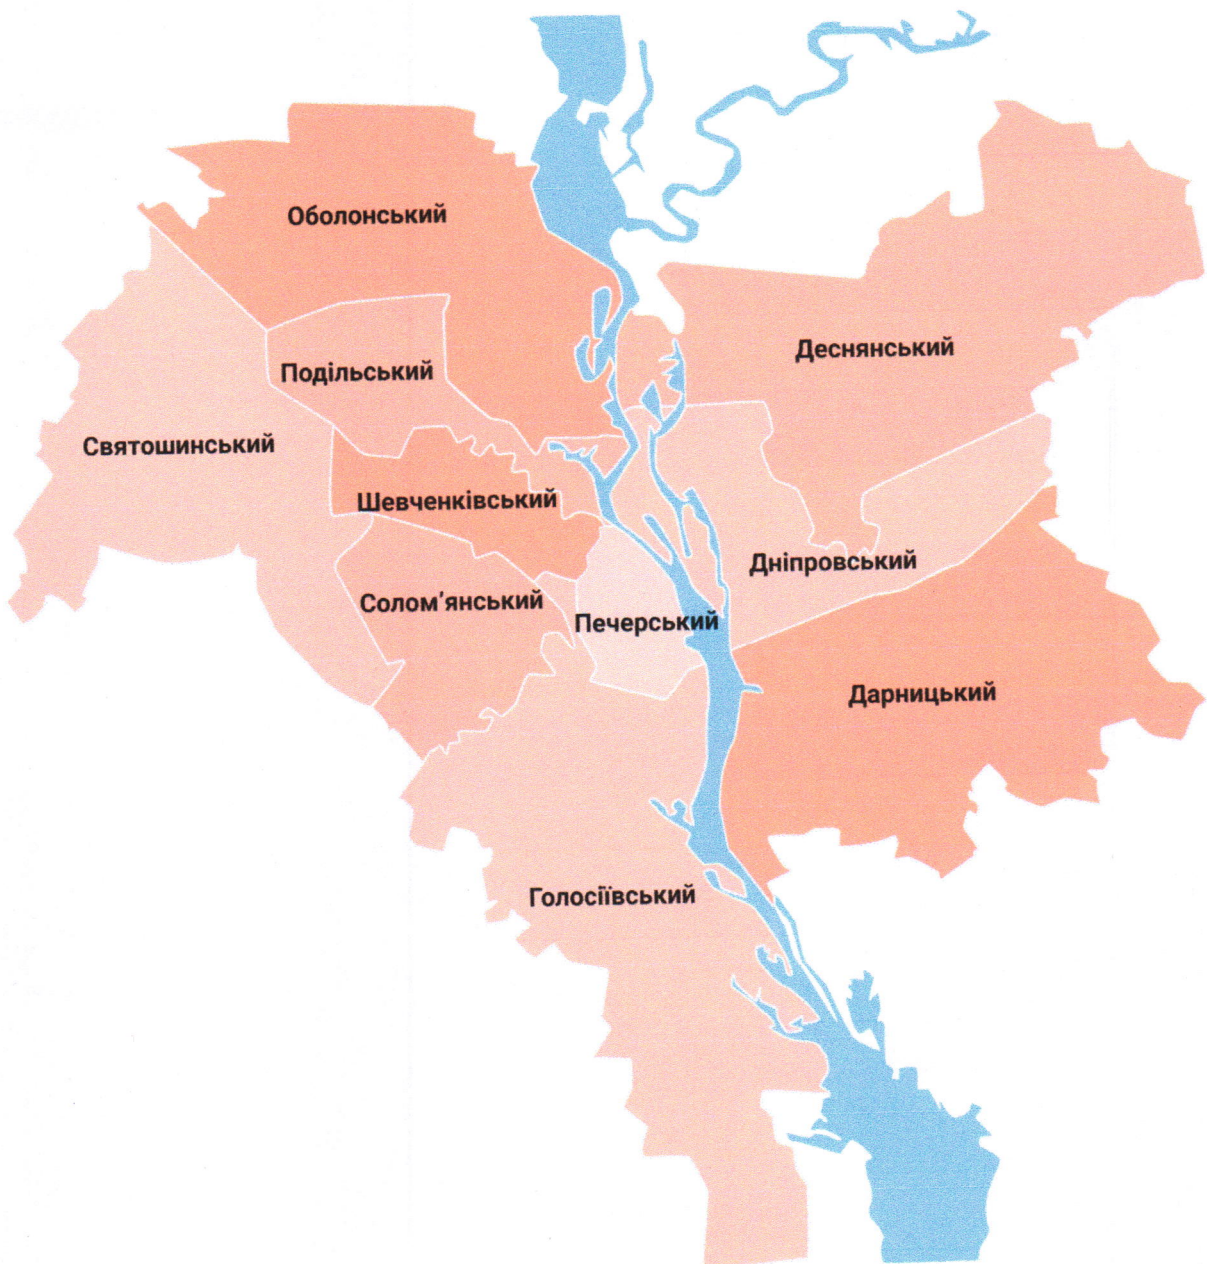 Оболонський
Деснянський
Подільський
Святошинський
Шевченківський
Дніпровський
Солом’янський
Печерський
Дарницький
Голосіївський